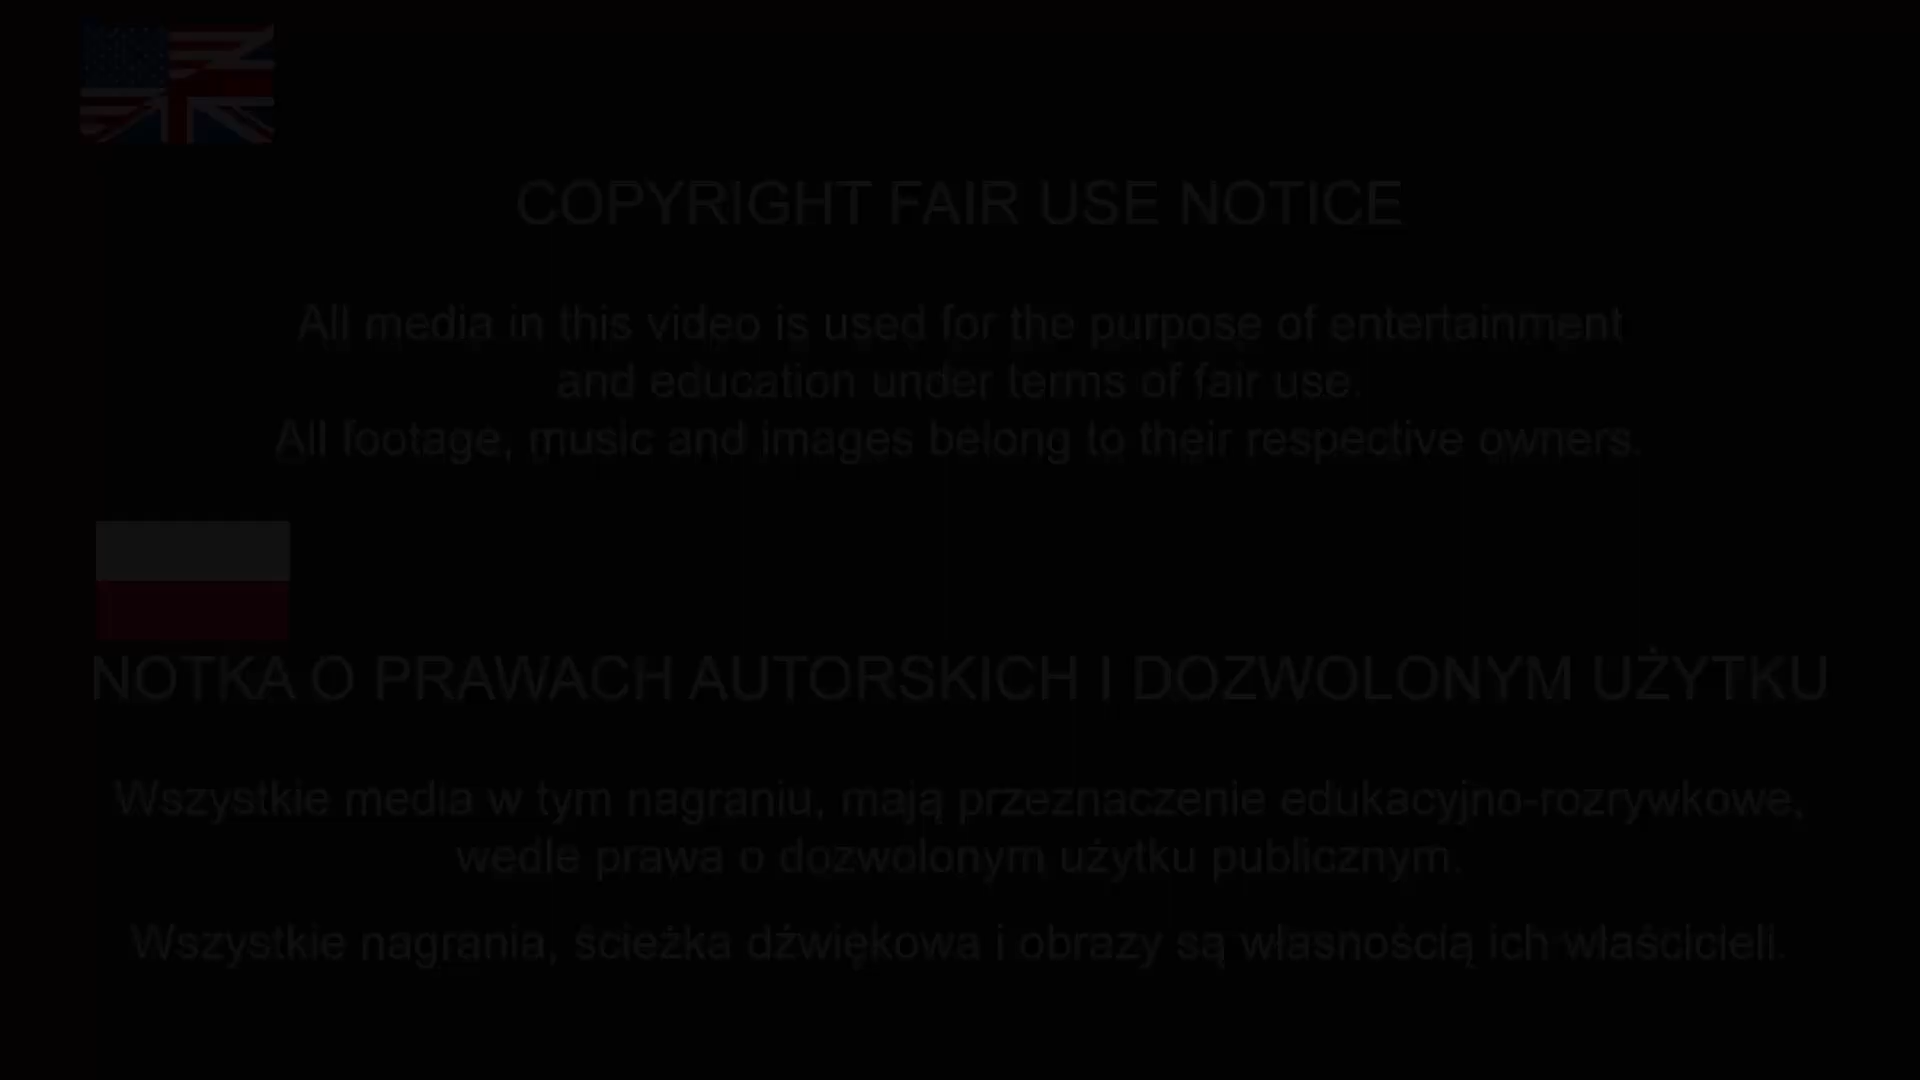 COPYRIGHT FAIR USE NOTICE
All media in this video is used for the purpose of entertainment
and education under terms of fair use.
All footage, music and images belong to their respective owners.
NOTKA O PRAWACH AUTORSKICH I DOZWOLONYM UŻYTKU
Wszystkie media w tym nagraniu, mają przeznaczenie edukacyjno-rozrywkowe,
wedle prawa o dozwolonym użytku publicznym.
Wszystkie nagrania, ścieżka dźwiękowa i obrazy są własnością ich właścicieli.